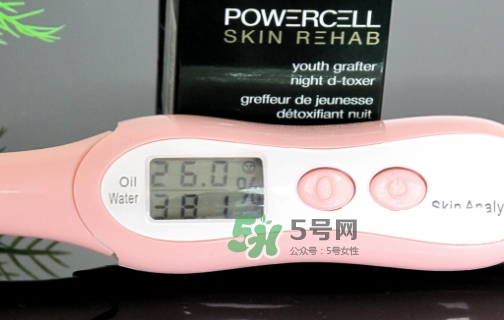 POWERCELL
SKIN REHAB
youth grafter
night d-toxer
greffeur de jeunesse
détoxifiant nuit
Oil
Water
26.0
38.1
%
Skin Analy
5号网
公众号：5号女性